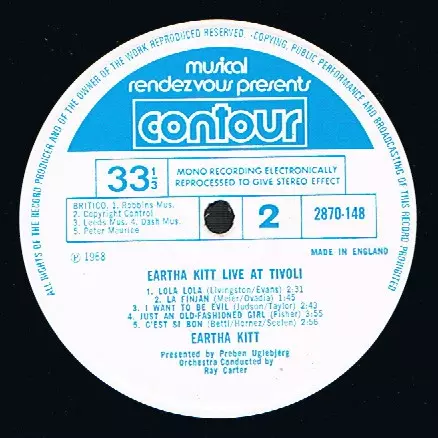 ALL RIGHTS OF THE RECORD PRODUCER AND OF THE OWNER OF THE WORK REPRODUCED RESERVED. COPYING, PUBLIC PERFORMANCE AND BROADCASTING OF THIS RECORD PROHIBITED
musical
rendezvous presents
contour
33 1/3
MONO RECORDING ELECTRONICALLY
REPROCESSED TO GIVE STEREO EFFECT
BRITICO. 1. Robbins Mus.
2. Copyright Control
3. Leeds Mus. 4. Dash Mus.
5. Peter Maurice
2
2870-148
℗ 1968
MADE IN ENGLAND
EARTHA KITT LIVE AT TIVOLI
1. LOLA LOLA (Livingston/Evans) 2:31
2. LA FINJAN (Meier/Ovadia) 1:45
3. I WANT TO BE EVIL (Judson/Taylor) 2:43
4. JUST AN OLD-FASHIONED GIRL (Fisher) 3:55
5. C'EST SI BON (Betti/Hornez/Seelen) 2:56
EARTHA KITT
Presented by Preben Uglebjerg
Orchestra Conducted by
Ray Carter